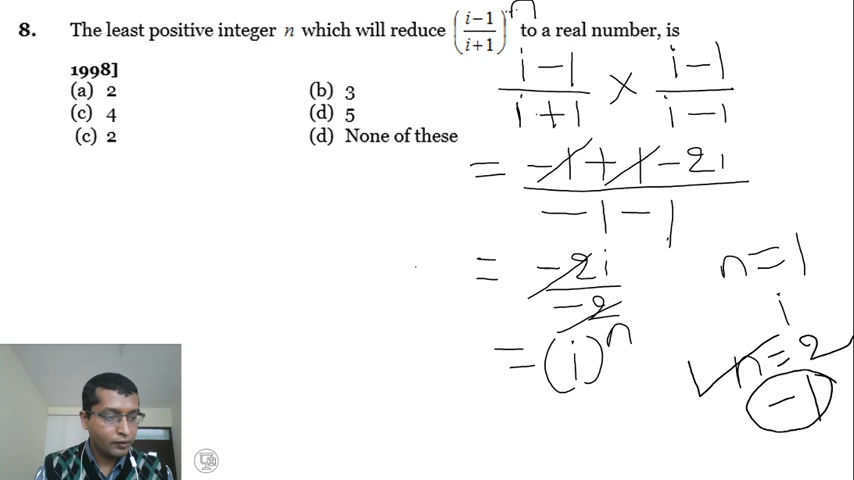 8. The least positive integer n which will reduce ((i−1)/(i+1))^n to a real number, is
1998]
(a) 2 (b) 3
(c) 4 (d) 5
(c) 2 (d) None of these
i−1/i+1 × i−1/i−1
= −1+1−2i/−1−1
= −2i/−2
= (i)^n
n=1
i
n=2
−1